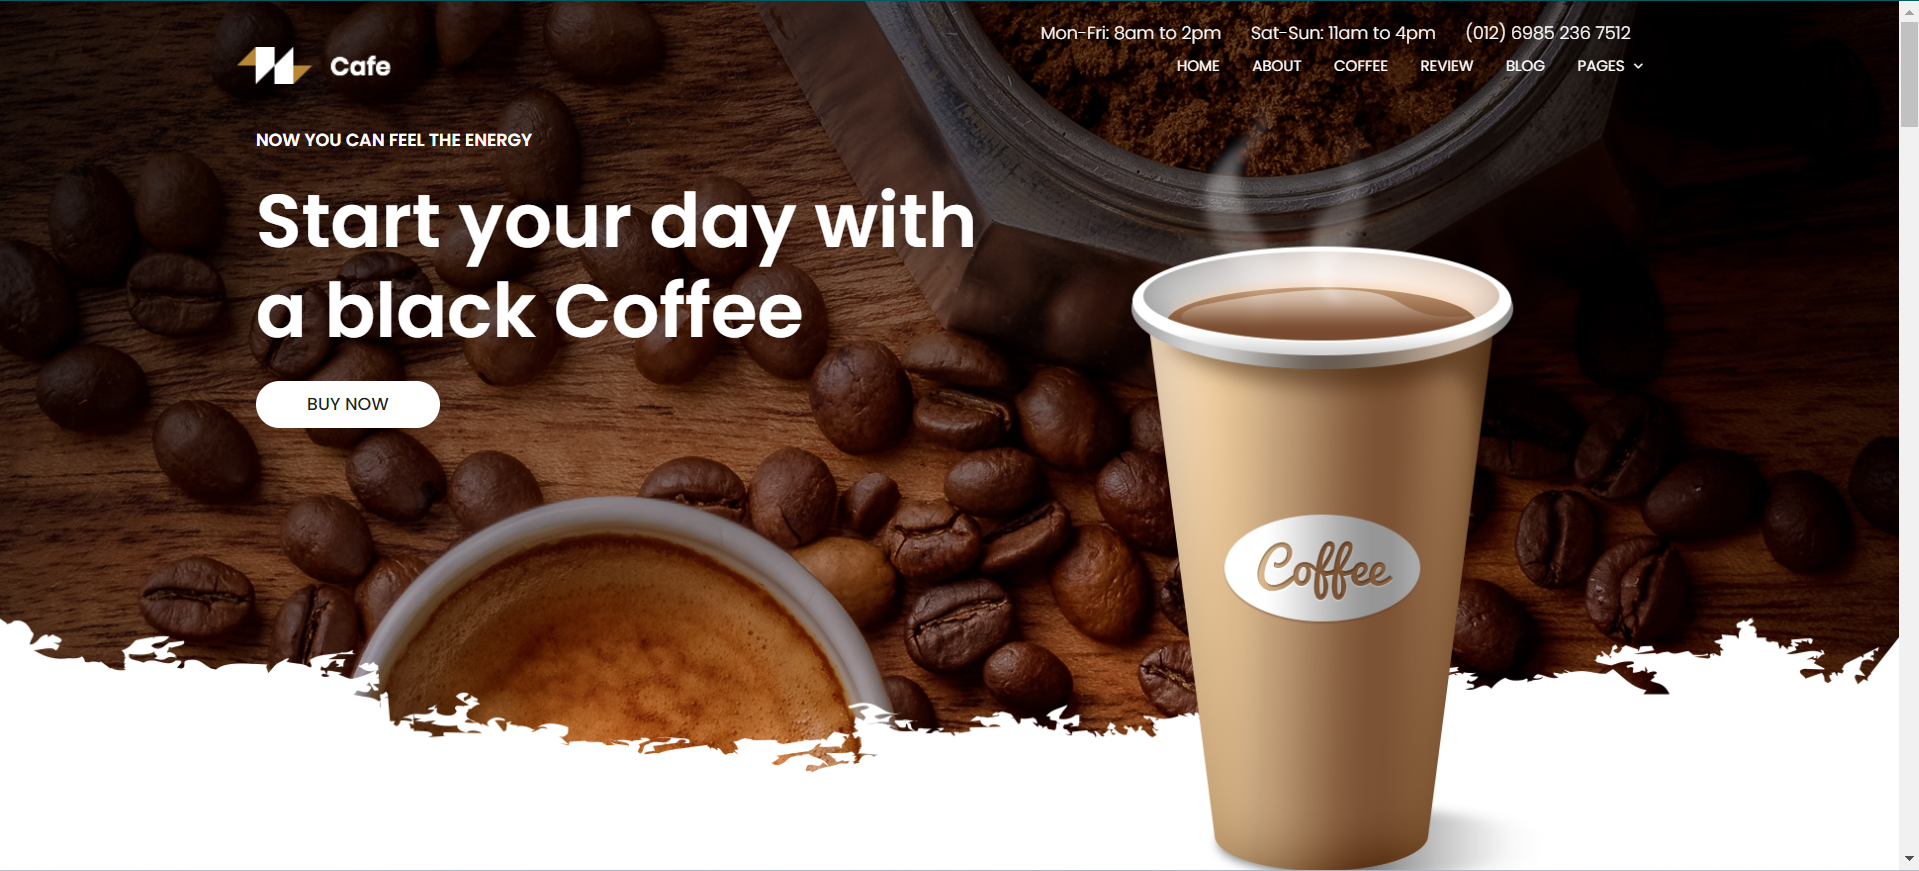 Mon-Fri: 8am to 2pm Sat-Sun: 11am to 4pm (012) 6985 236 7512
Cafe
HOME ABOUT COFFEE REVIEW BLOG PAGES
NOW YOU CAN FEEL THE ENERGY
Start your day with
a black Coffee
BUY NOW
Coffee